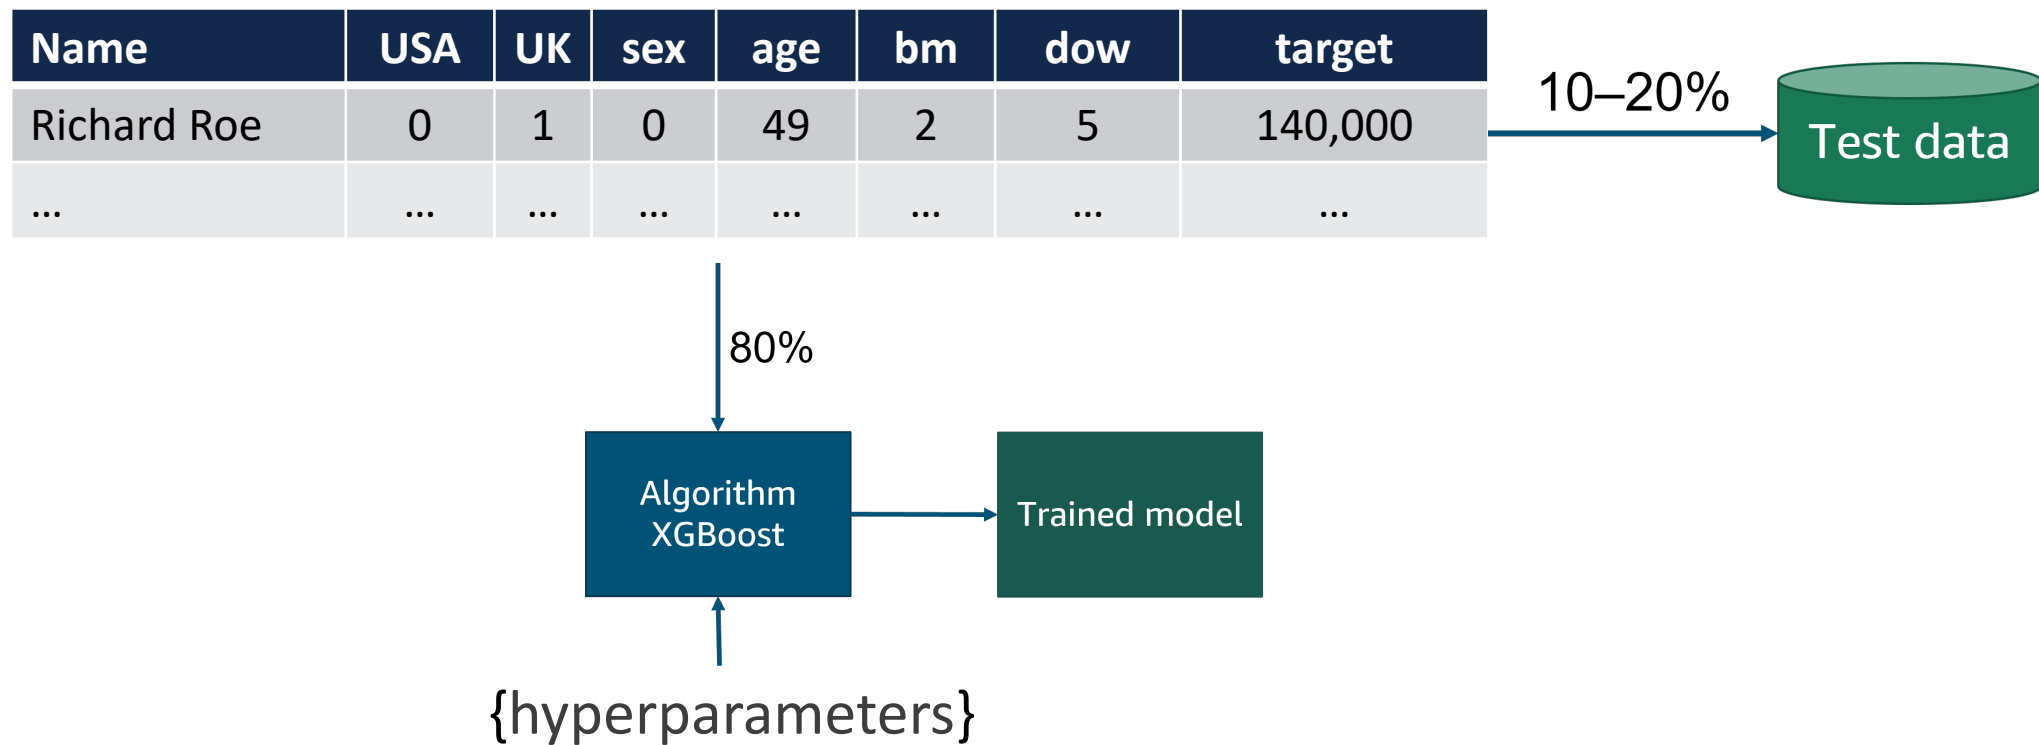 Name USA UK sex age bm dow target
Richard Roe 0 1 0 49 2 5 140,000
... ... ... ... ... ... ... ...
10–20%
Test data
80%
Algorithm
XGBoost
Trained model
{hyperparameters}